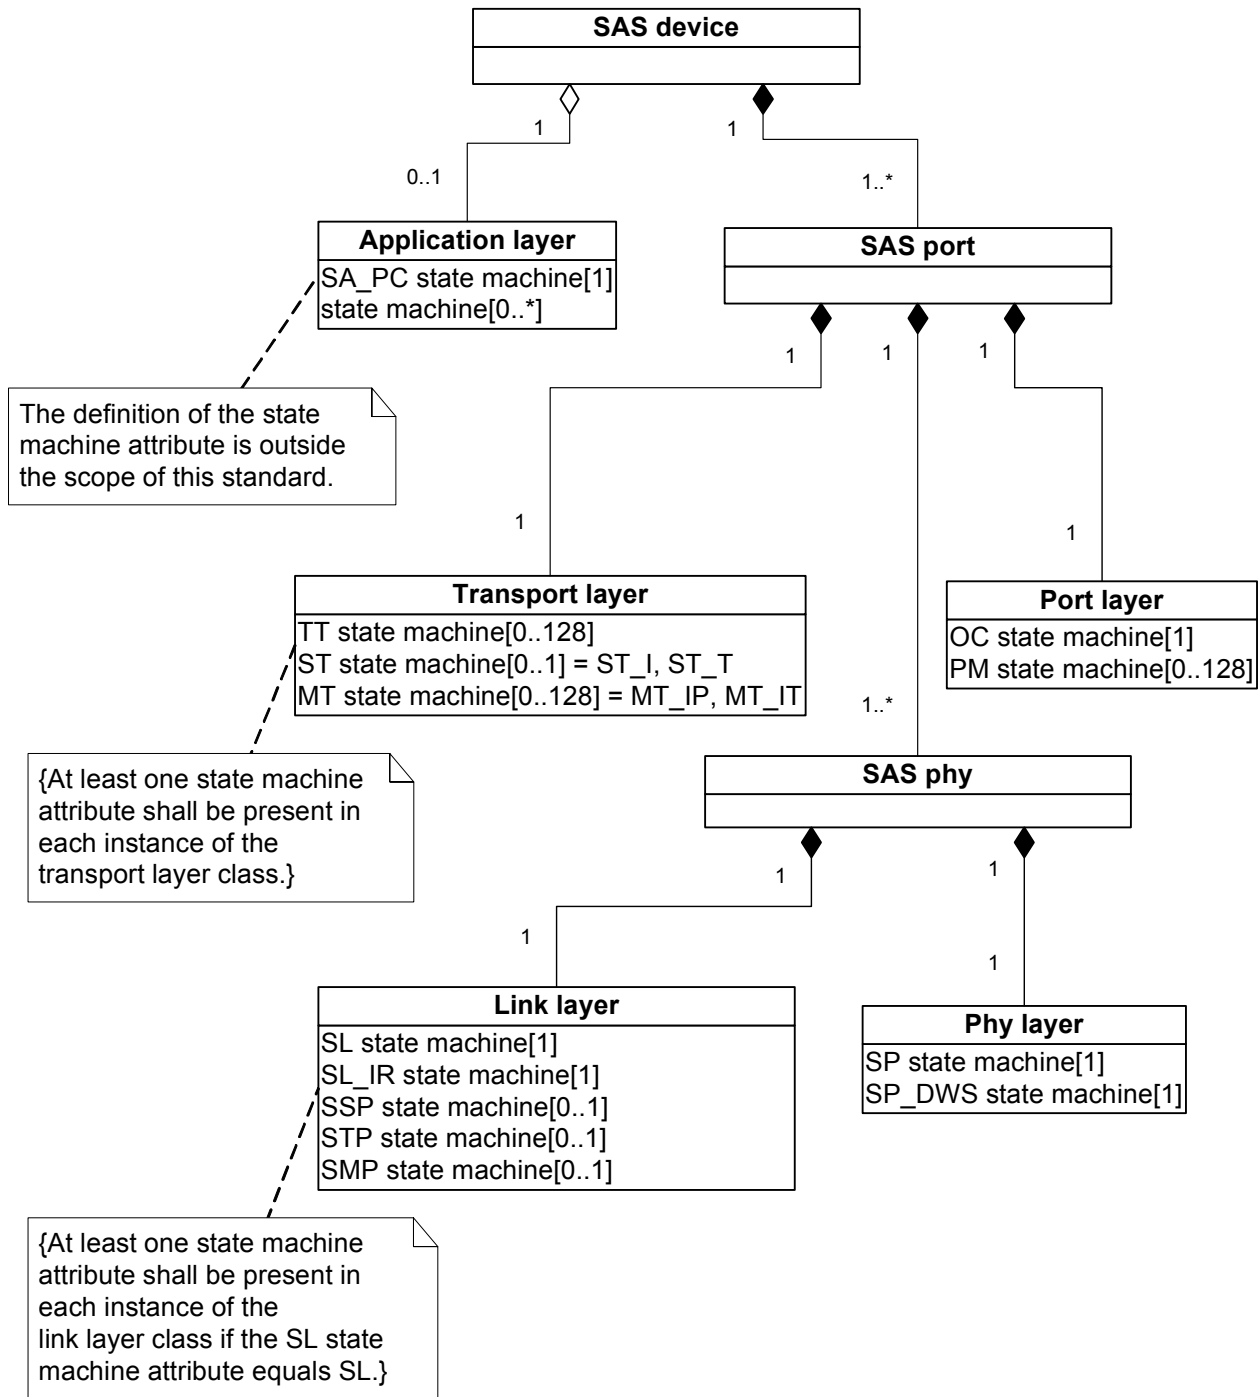 SAS device
1
1
0..1
1..*
Application layer
SA_PC state machine[1]
state machine[0..*]
SAS port
1
1
1
The definition of the state
machine attribute is outside
the scope of this standard.
1
1
Transport layer
TT state machine[0..128]
ST state machine[0..1] = ST_I, ST_T
MT state machine[0..128] = MT_IP, MT_IT
Port layer
OC state machine[1]
PM state machine[0..128]
1..*
{At least one state machine
attribute shall be present in
each instance of the
transport layer class.}
SAS phy
1
1
1
1
Link layer
SL state machine[1]
SL_IR state machine[1]
SSP state machine[0..1]
STP state machine[0..1]
SMP state machine[0..1]
Phy layer
SP state machine[1]
SP_DWS state machine[1]
{At least one state machine
attribute shall be present in
each instance of the
link layer class if the SL state
machine attribute equals SL.}